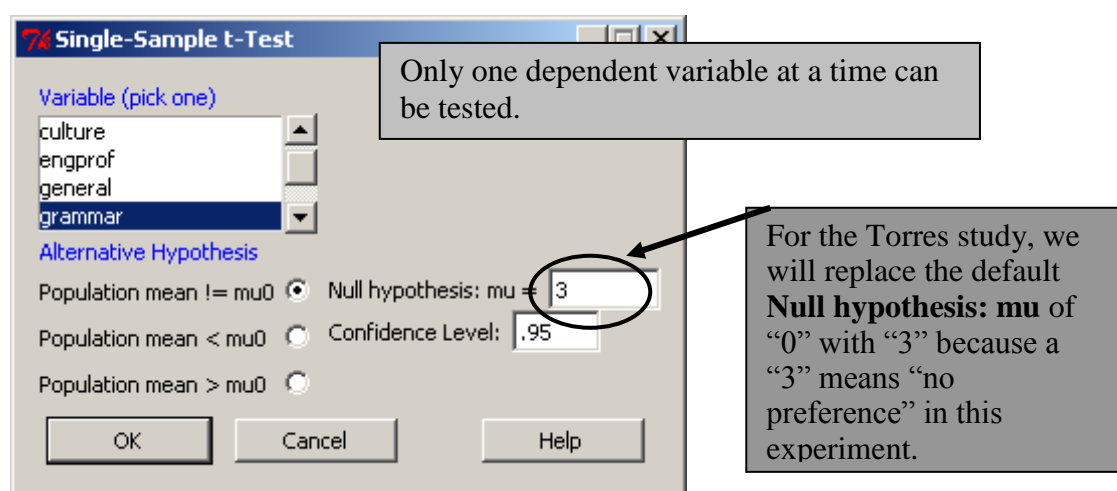 Single-Sample t-Test
Only one dependent variable at a time can
be tested.
Variable (pick one)
culture
engprof
general
grammar
Alternative Hypothesis
Population mean != mu0 Null hypothesis: mu = 3
Population mean < mu0 Confidence Level: .95
Population mean > mu0
OK Cancel Help
For the Torres study, we
will replace the default
Null hypothesis: mu of
“0” with “3” because a
“3” means “no
preference” in this
experiment.